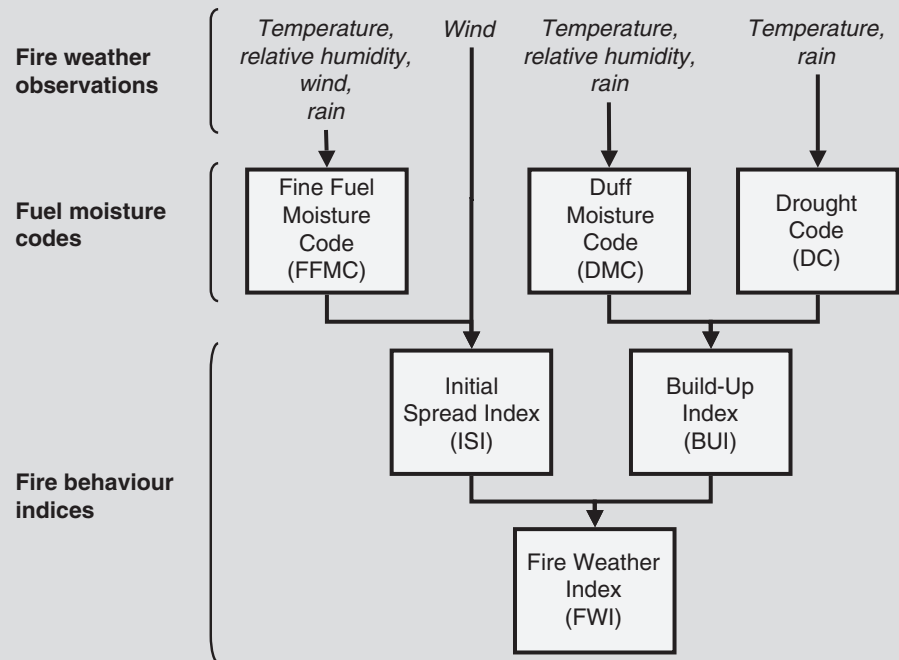 Fire weather
observations
Temperature,
relative humidity,
wind,
rain
Wind
Temperature,
relative humidity,
rain
Temperature,
rain
Fuel moisture
codes
Fine Fuel
Moisture
Code
(FFMC)
Duff
Moisture
Code
(DMC)
Drought
Code
(DC)
Fire behaviour
indices
Initial
Spread Index
(ISI)
Build-Up
Index
(BUI)
Fire Weather
Index
(FWI)